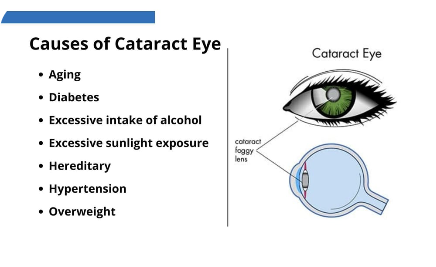 Causes of Cataract Eye
Aging
Diabetes
Excessive intake of alcohol
Excessive sunlight exposure
Hereditary
Hypertension
Overweight
Cataract Eye
cataract
foggy
lens